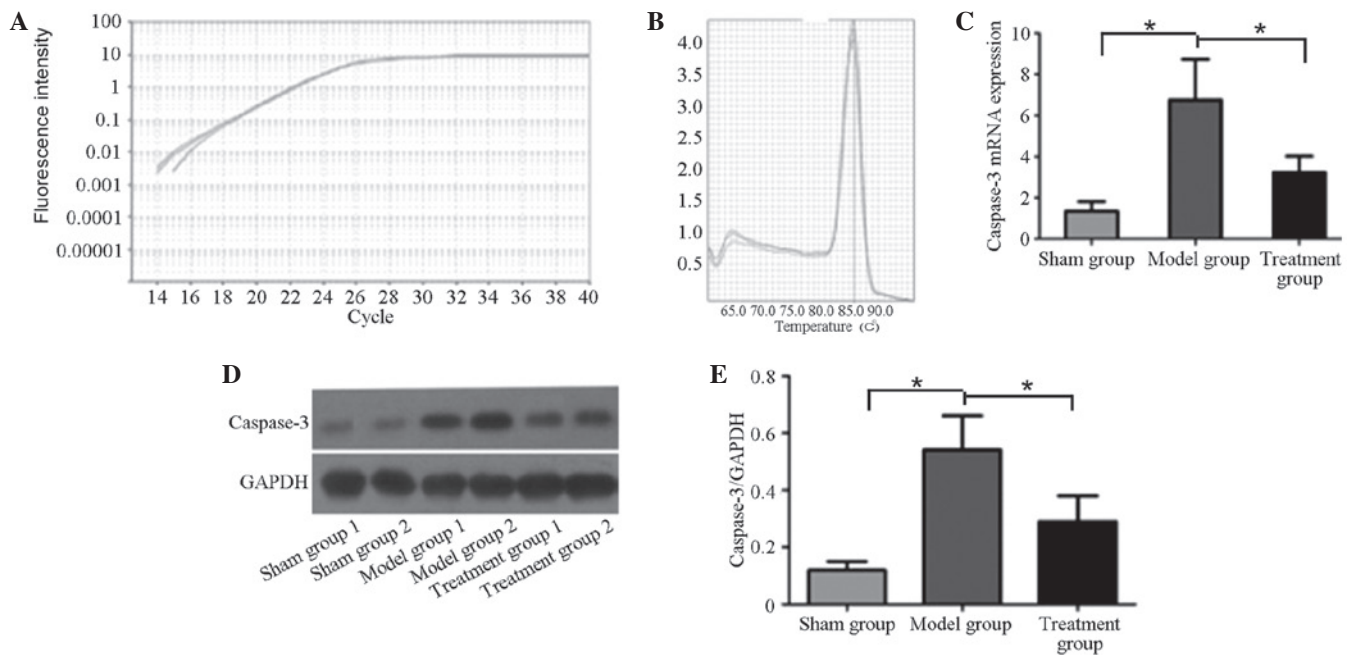 A
Fluorescence intensity
100
10
1
0.1
0.01
0.001
0.0001
0.00001
14 16 18 20 22 24 26 28 30 32 34 36 38 40
Cycle
B
4.0
3.5
3.0
2.5
2.0
1.5
1.0
0.5
65.0 70.0 75.0 80.0 85.0 90.0
Temperature (c°)
C
Caspase-3 mRNA expression
10
8
6
4
2
0
* *
Sham group Model group Treatment
group
D
Caspase-3
GAPDH
Sham group 1
Sham group 2
Model group 1
Model group 2
Treatment group 1
Treatment group 2
E
Caspase-3/GAPDH
0.8
0.6
0.4
0.2
0
* *
Sham group Model group Treatment
group